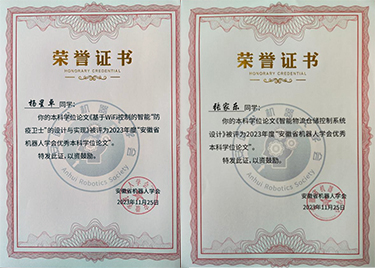 荣誉证书
HONORARY CREDENTIAL
杨星卓 同学：
你的本科学位论文《基于WiFi控制的智能“防
疫卫士”的设计与实现》被评为2023年度“安徽省
机器人学会优秀本科学位论文”。
特发此证，以资鼓励。
Anhui Robotics Society
安徽省机器人学会
2023年11月25日
荣誉证书
HONORARY CREDENTIAL
张家乐 同学：
你的本科学位论文《智能物流仓储控制系统
设计》被评为2023年度“安徽省机器人学会优秀
本科学位论文”。
特发此证，以资鼓励。
Anhui Robotics Society
安徽省机器人学会
2023年11月25日